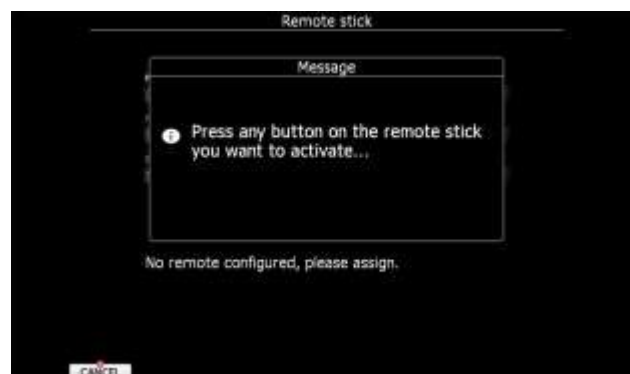 Remote stick
Message
Press any button on the remote stick
you want to activate...
No remote configured, please assign.
CANCEL